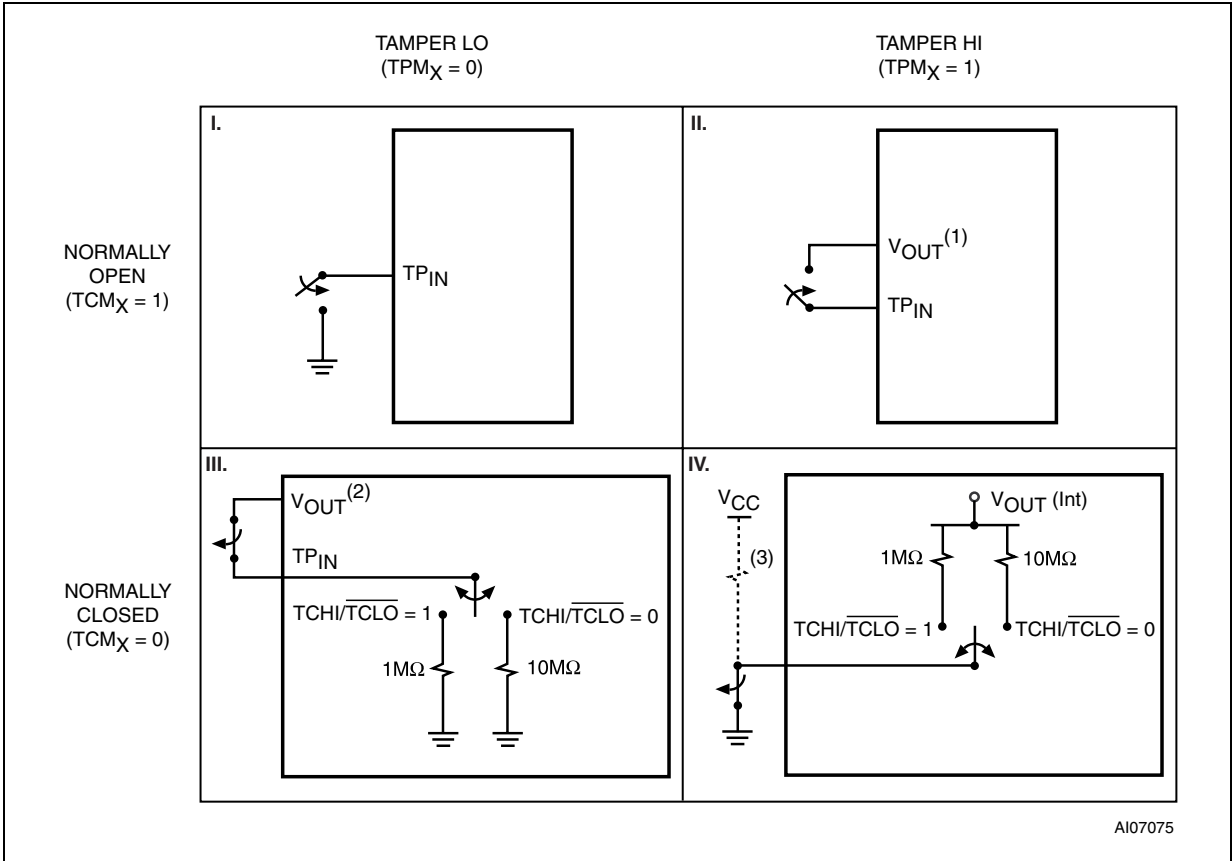 TAMPER LO
(TPMX = 0)
TAMPER HI
(TPMX = 1)
NORMALLY
OPEN
(TCMX = 1)
I.
TPIN
II.
VOUT(1)
TPIN
NORMALLY
CLOSED
(TCMX = 0)
III.
VOUT(2)
TPIN
TCHI/TCLO = 1
TCHI/TCLO = 0
1MΩ
10MΩ
IV.
VCC
(3)
VOUT (Int)
1MΩ
10MΩ
TCHI/TCLO = 1
TCHI/TCLO = 0
AI07075